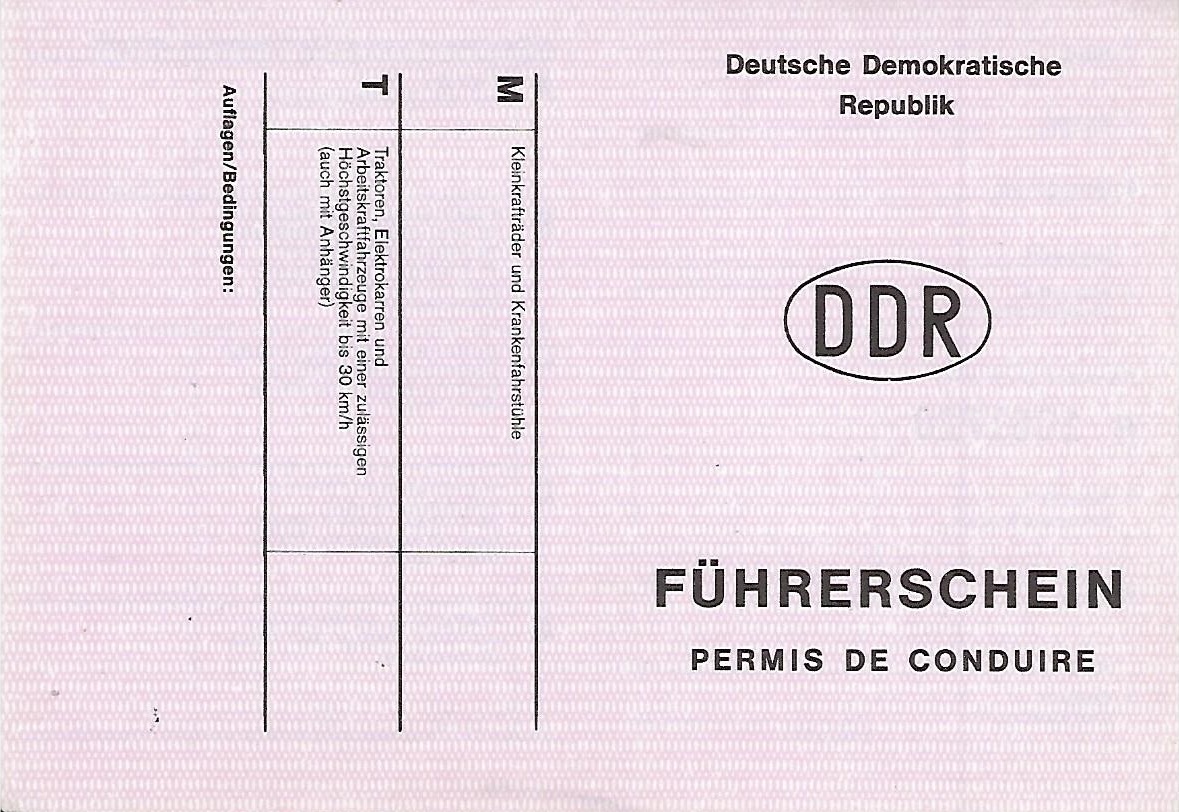 M
Kleinkrafträder und Krankenfahrstühle
T
Traktoren, Elektrokarren und
Arbeitskraftfahrzeuge mit einer zulässigen
Höchstgeschwindigkeit bis 30 km/h
(auch mit Anhänger)
Auflagen/Bedingungen:
Deutsche Demokratische
Republik
DDR
FÜHRERSCHEIN
PERMIS DE CONDUIRE